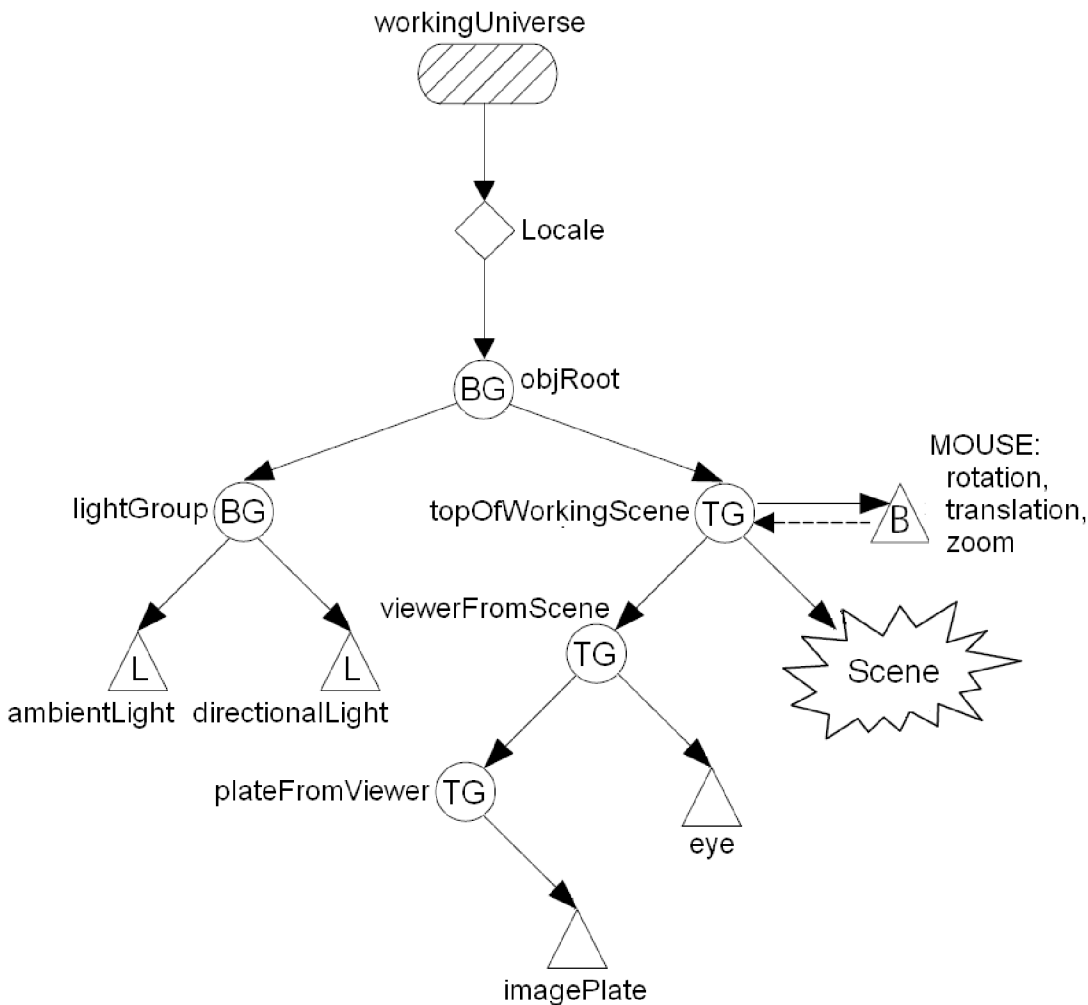 workingUniverse
Locale
BG
objRoot
lightGroup
BG
topOfWorkingScene
TG
B
MOUSE:
rotation,
translation,
zoom
viewerFromScene
TG
Scene
L
L
ambientLight
directionalLight
plateFromViewer
TG
eye
imagePlate